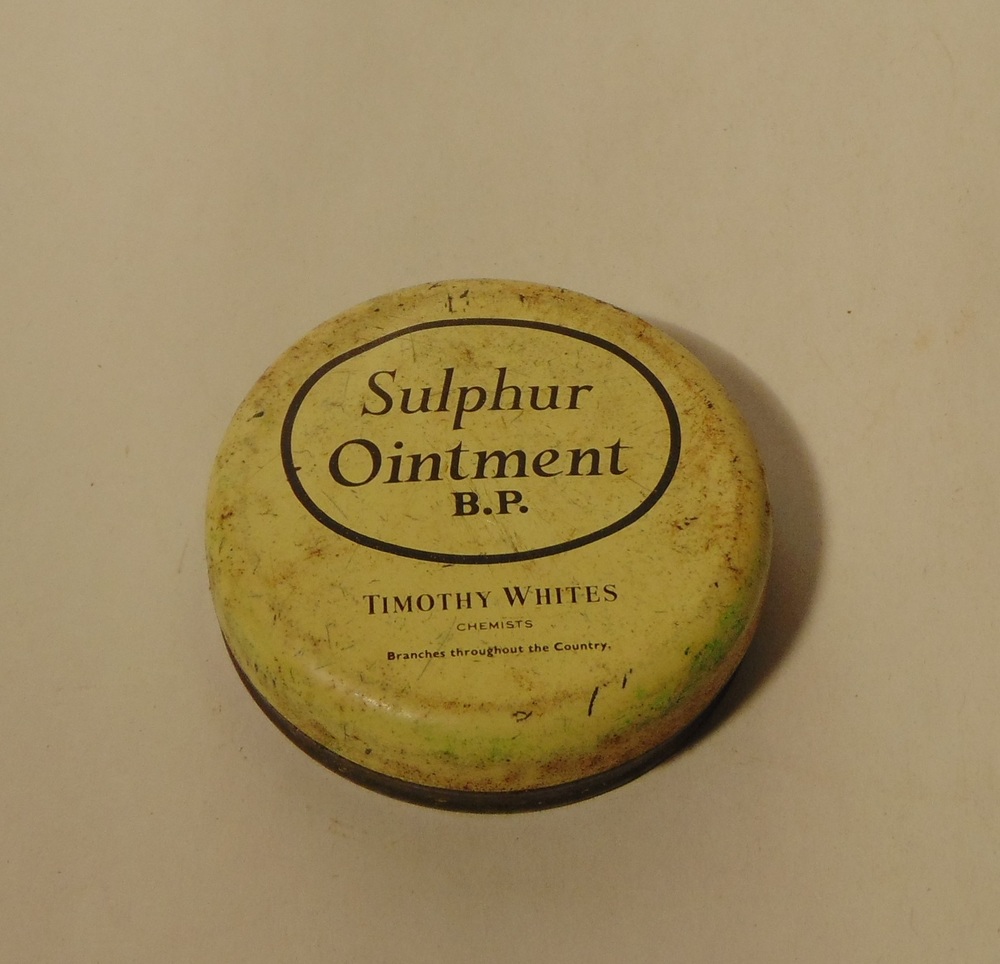 Sulphur
Ointment
B.P.
TIMOTHY WHITES
CHEMISTS
Branches throughout the Country.